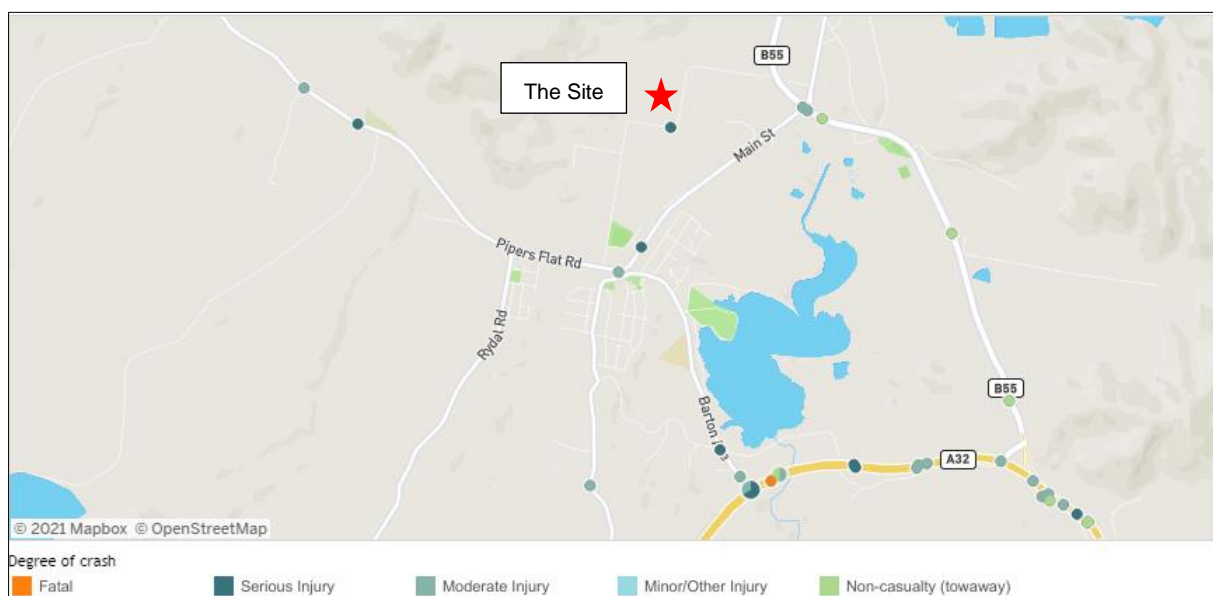 B55
The Site
Main St
Pipers Flat Rd
Rydal Rd
B55
Barton
A32
© 2021 Mapbox © OpenStreetMap
Degree of crash
Fatal
Serious Injury
Moderate Injury
Minor/Other Injury
Non-casualty (towaway)